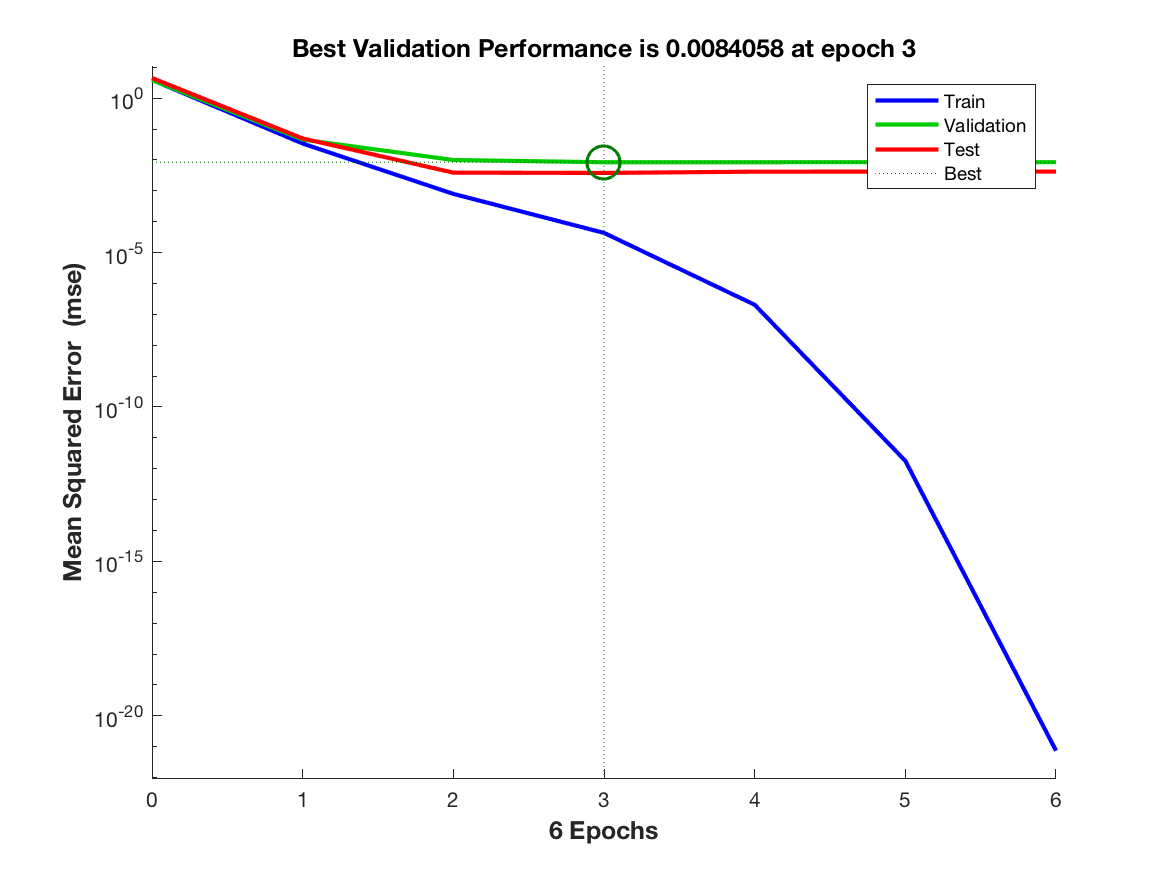 Best Validation Performance is 0.0084058 at epoch 3
Train
Validation
Test
Best
Mean Squared Error (mse)
10^0
10^-5
10^-10
10^-15
10^-20
0 1 2 3 4 5 6
6 Epochs